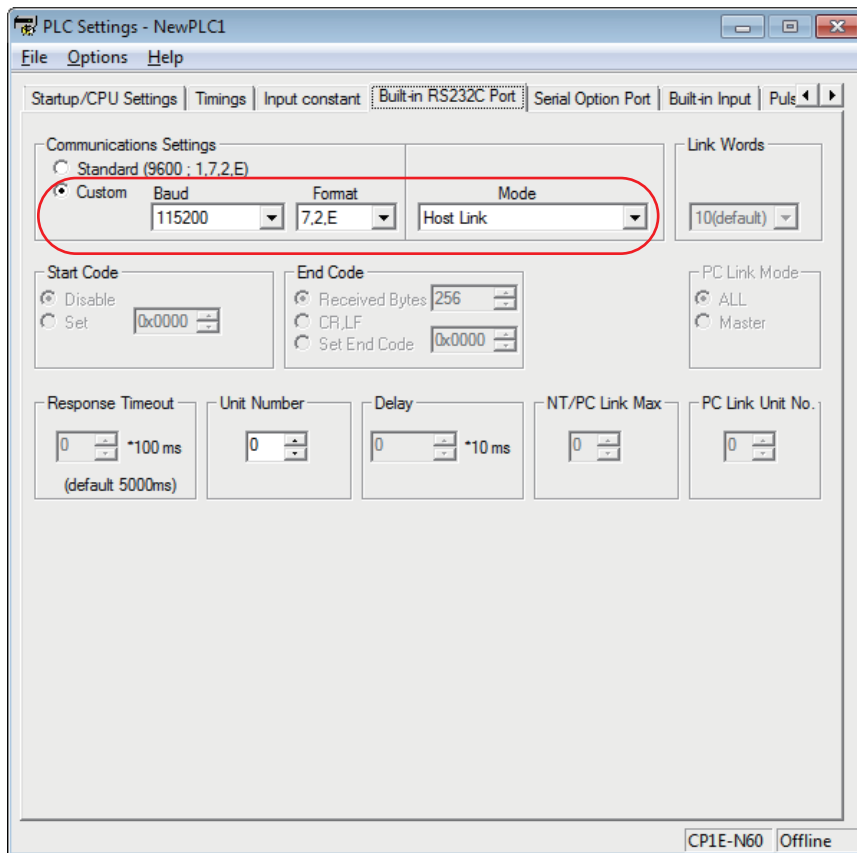 PLC Settings - NewPLC1
File Options Help
Startup/CPU Settings Timings Input constant Built-in RS232C Port Serial Option Port Built-in Input Puls
Communications Settings Link Words
Standard (9600 ; 1,7,2,E)
Custom Baud Format Mode
115200 7,2,E Host Link 10(default)
Start Code End Code PC Link Mode
Disable Received Bytes 256 ALL
Set 0x0000 CR,LF Master
Set End Code 0x0000
Response Timeout Unit Number Delay NT/PC Link Max PC Link Unit No.
0 *100 ms 0 0 *10 ms 0 0
(default 5000ms)
CP1E-N60 Offline